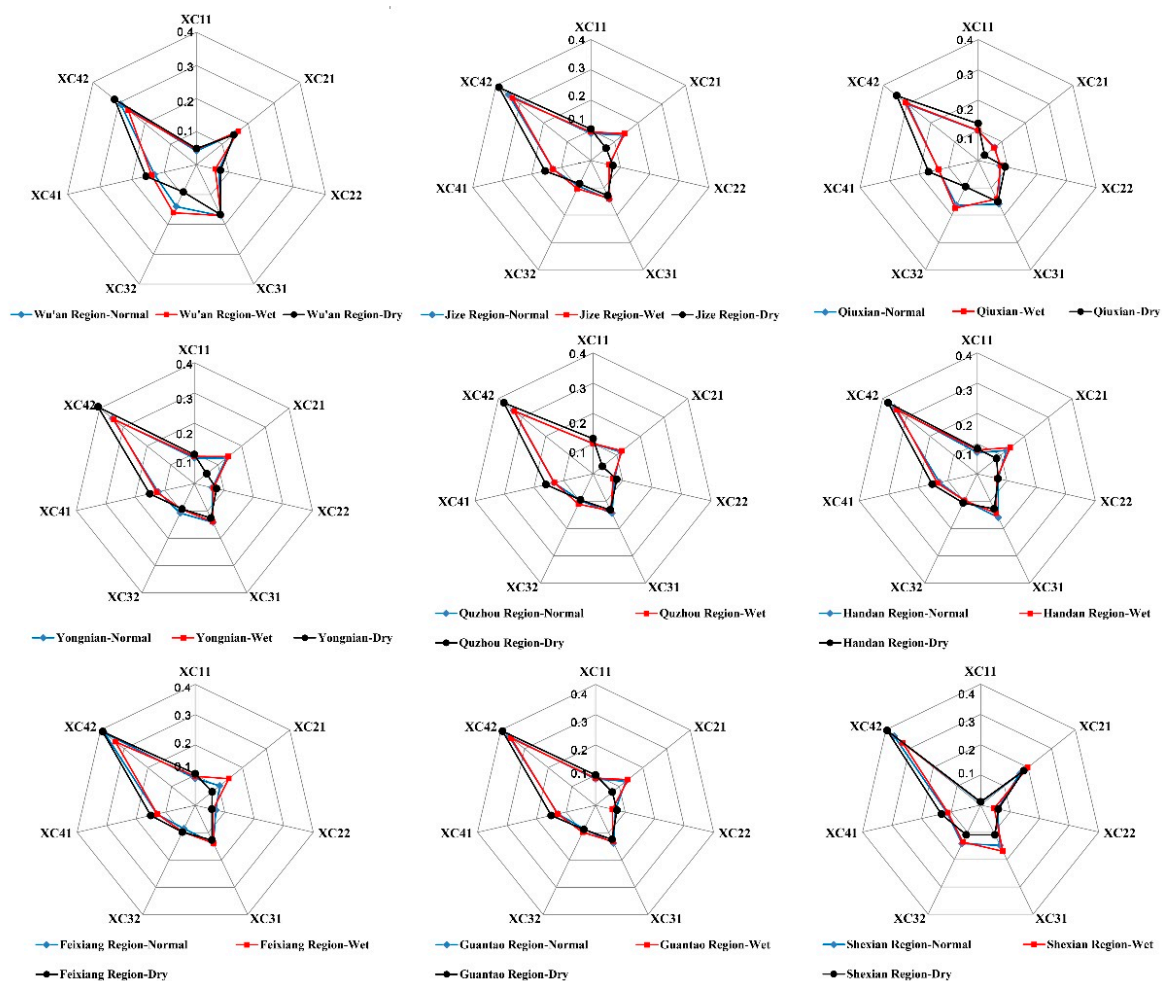 XC11
0.4
XC42
0.3
XC21
0.2
0.1
XC41
XC22
XC32
XC31
Wu'an Region-Normal Wu'an Region-Wet Wu'an Region-Dry
XC11
0.4
XC42
0.3
XC21
0.2
0.1
XC41
XC22
XC32
XC31
Jize Region-Normal Jize Region-Wet Jize Region-Dry
XC11
0.4
XC42
0.3
XC21
0.2
0.1
XC41
XC22
XC32
XC31
Qiuxian-Normal Qiuxian-Wet Qiuxian-Dry
XC11
0.4
XC42
0.3
XC21
0.2
0.1
XC41
XC22
XC32
XC31
Yongnian-Normal Yongnian-Wet Yongnian-Dry
XC11
0.4
XC42
0.3
XC21
0.2
0.1
XC41
XC22
XC32
XC31
Quzhou Region-Normal Quzhou Region-Wet
Quzhou Region-Dry
XC11
0.4
XC42
0.3
XC21
0.2
0.1
XC41
XC22
XC32
XC31
Handan Region-Normal Handan Region-Wet
Handan Region-Dry
XC11
0.4
XC42
0.3
XC21
0.2
0.1
XC41
XC22
XC32
XC31
Feixiang Region-Normal Feixiang Region-Wet
Feixiang Region-Dry
XC11
0.4
XC42
0.3
XC21
0.2
0.1
XC41
XC22
XC32
XC31
Guantao Region-Normal Guantao Region-Wet
Guantao Region-Dry
XC11
0.4
XC42
0.3
XC21
0.2
0.1
XC41
XC22
XC32
XC31
Shexian Region-Normal Shexian Region-Wet
Shexian Region-Dry